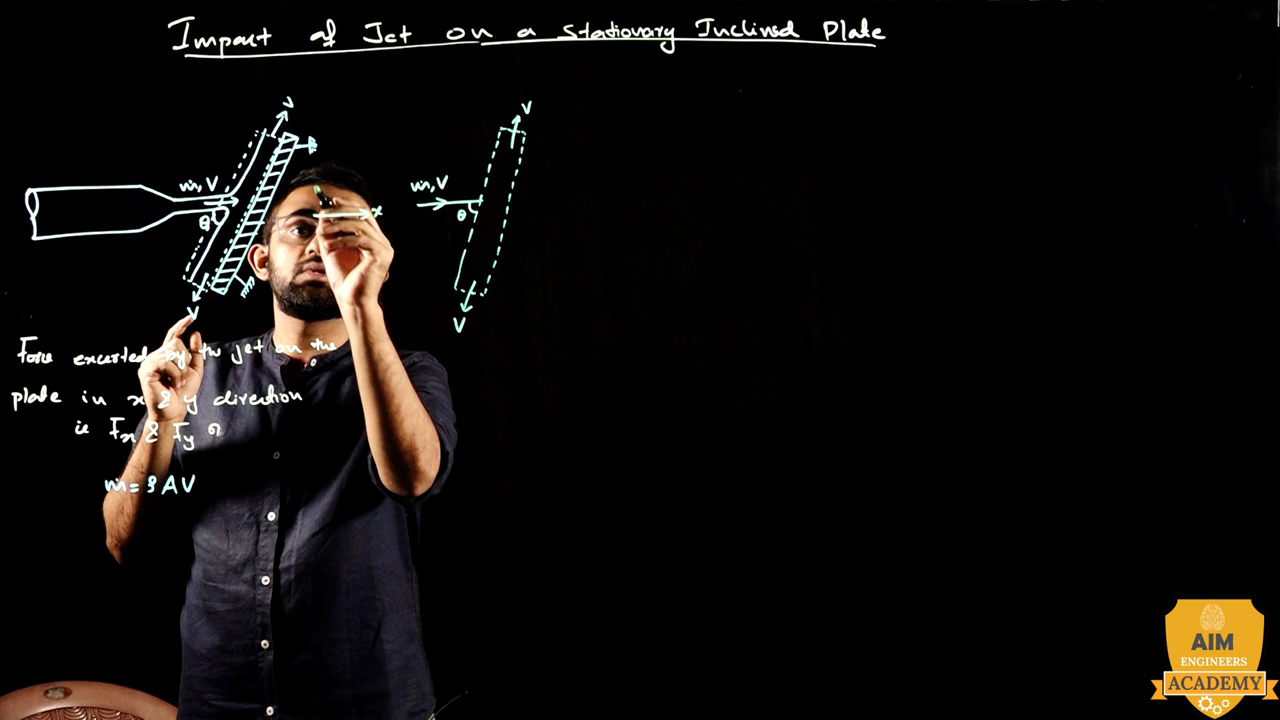 Impact of Jet on a Stationary Inclined Plate
V
ṁ, V
θ
V
x
V
ṁ, V
θ
V
Force exerted by the jet on the
plate in x & y direction
ie Fx & Fy
ṁ = ρAV
AIM
ENGINEERS
ACADEMY